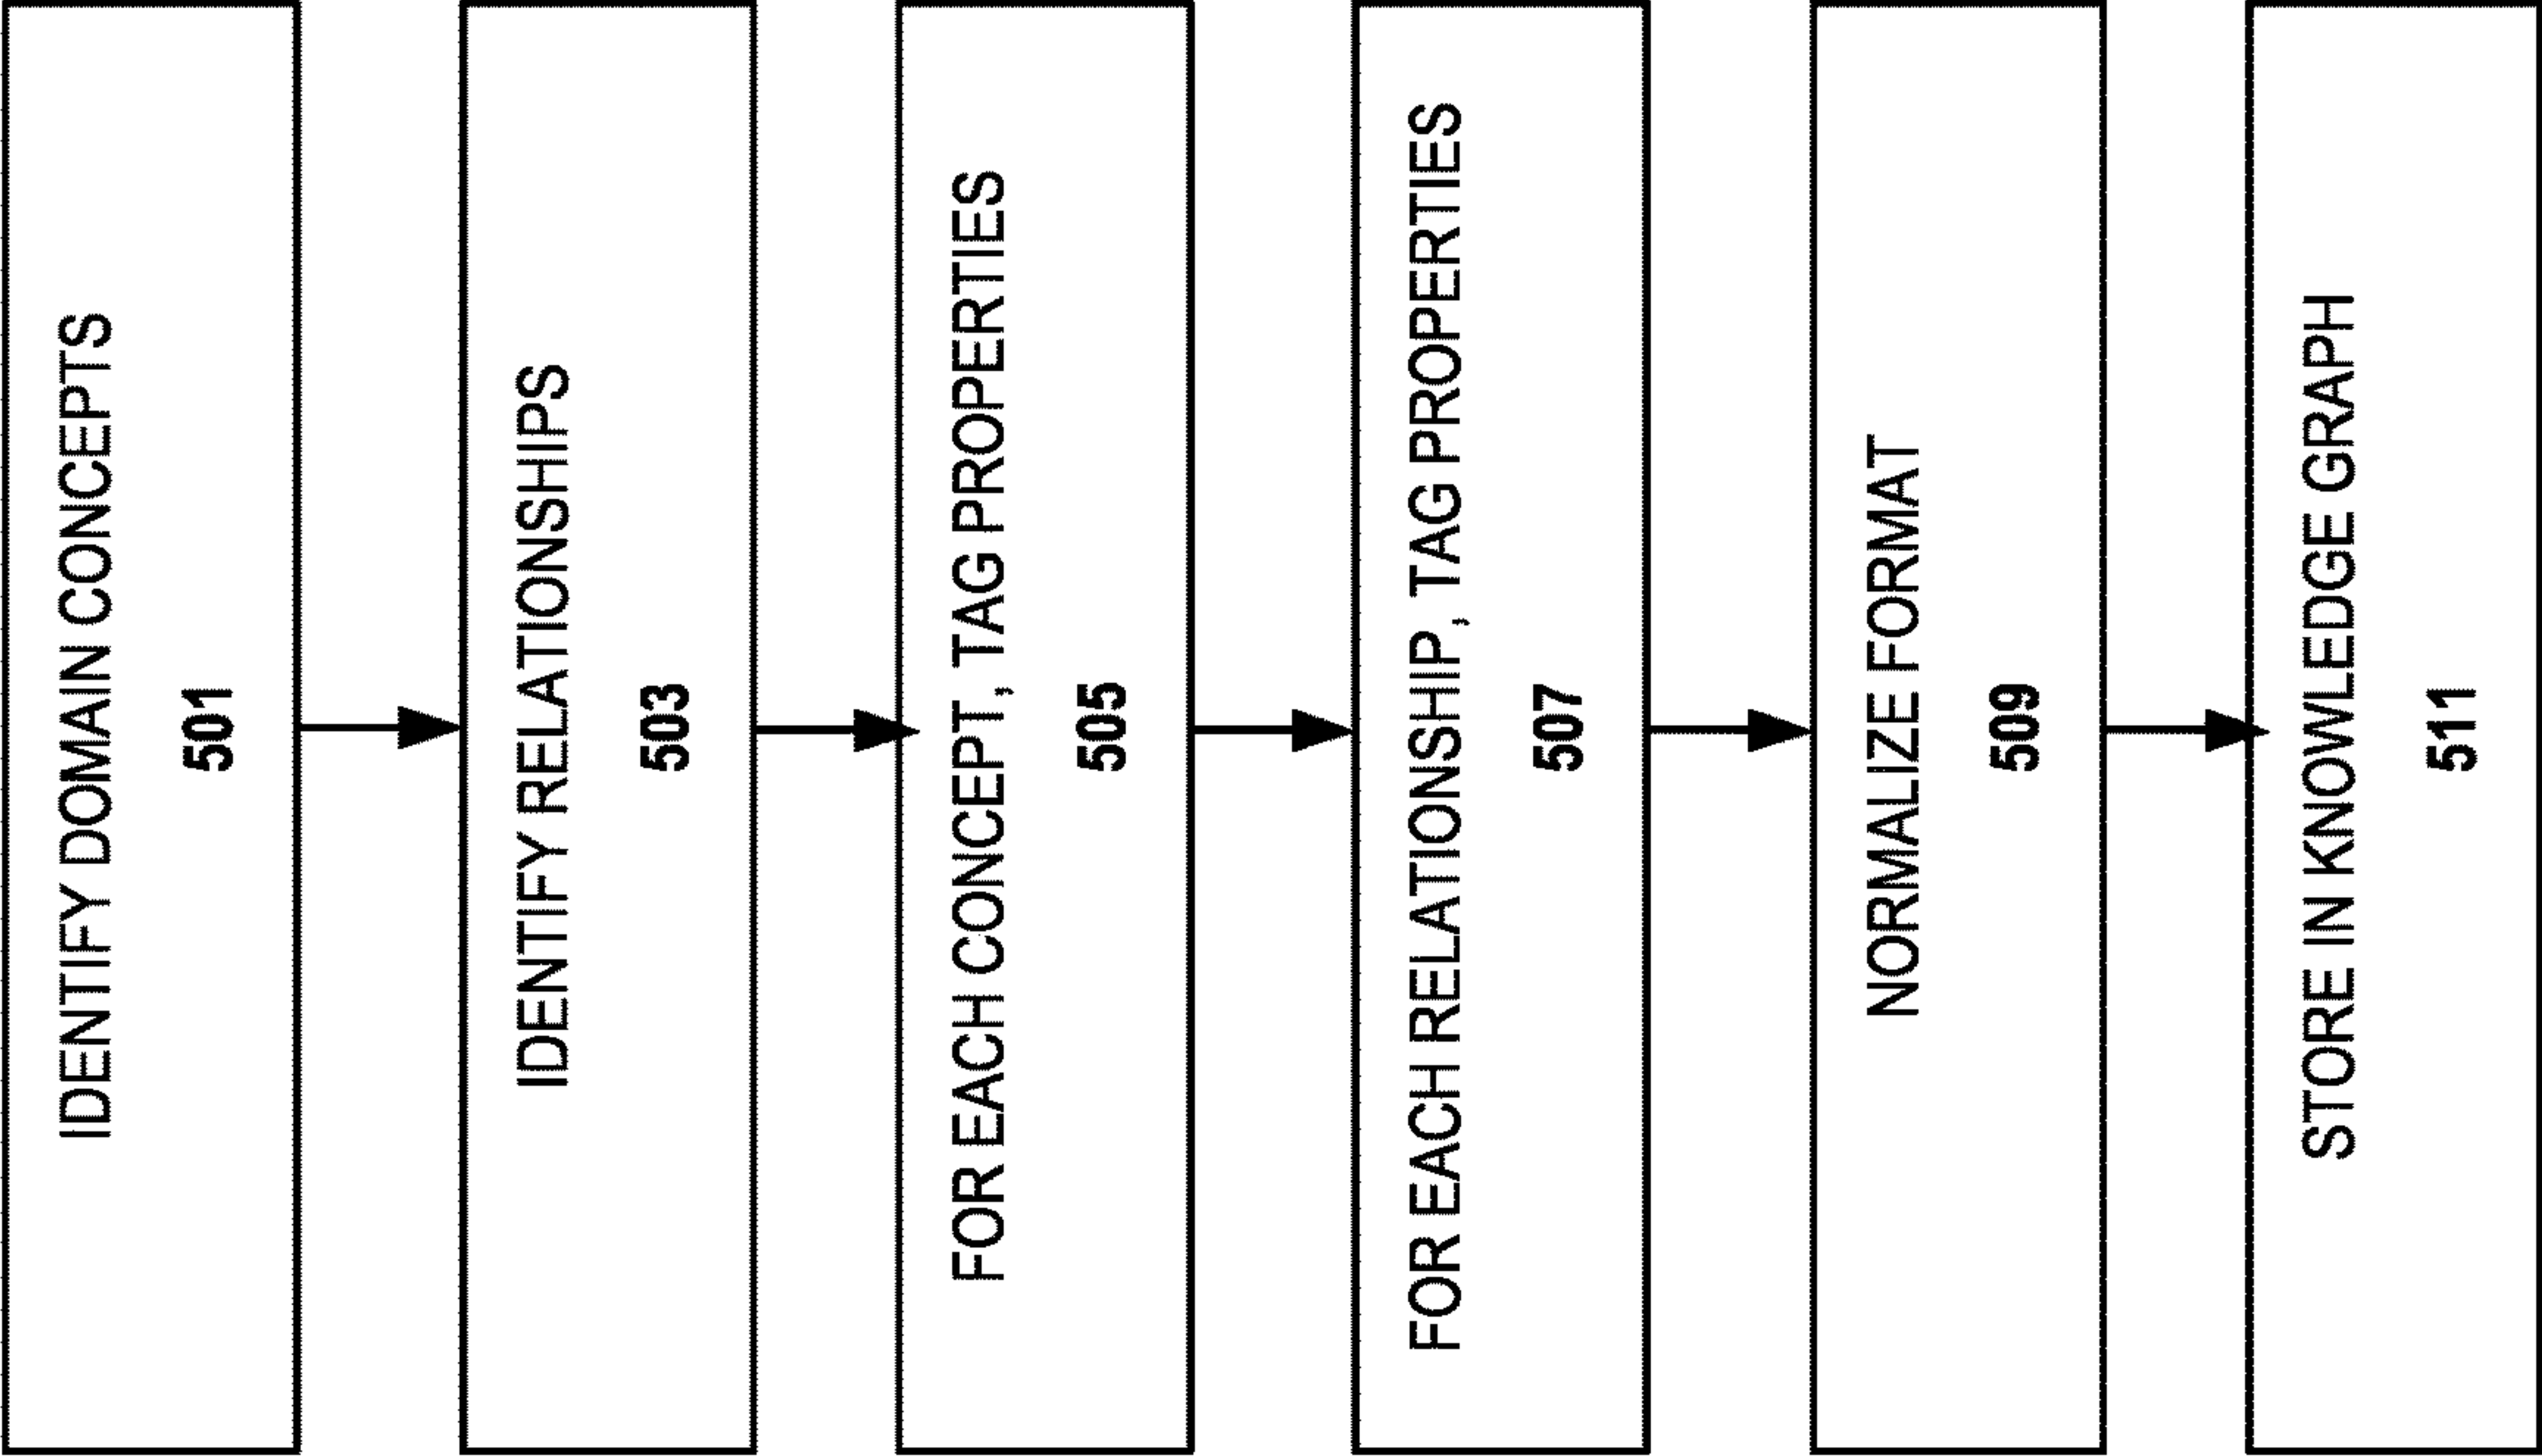 IDENTIFY DOMAIN CONCEPTS
501
IDENTIFY RELATIONSHIPS
503
FOR EACH CONCEPT, TAG PROPERTIES
505
FOR EACH RELATIONSHIP, TAG PROPERTIES
507
NORMALIZE FORMAT
509
STORE IN KNOWLEDGE GRAPH
511